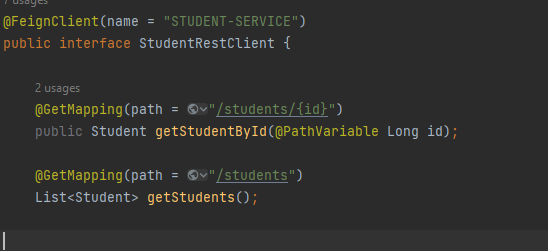 7 usages
@FeignClient(name = "STUDENT-SERVICE")
public interface StudentRestClient {
2 usages
@GetMapping(path = "/students/{id}")
public Student getStudentById(@PathVariable Long id);
@GetMapping(path = "/students")
List<Student> getStudents();